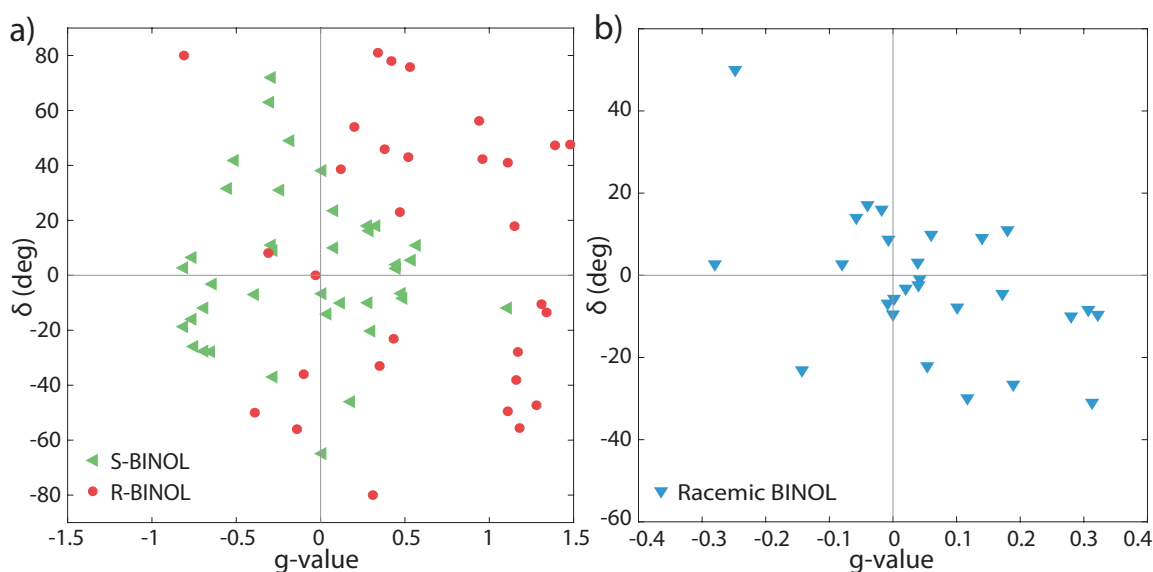 a)
80
60
40
20
0
-20
-40
-60
-80
δ (deg)
S-BINOL
R-BINOL
-1.5 -1 -0.5 0 0.5 1 1.5
g-value
b)
40
20
0
-20
-40
-60
δ (deg)
Racemic BINOL
-0.4 -0.3 -0.2 -0.1 0 0.1 0.2 0.3 0.4
g-value